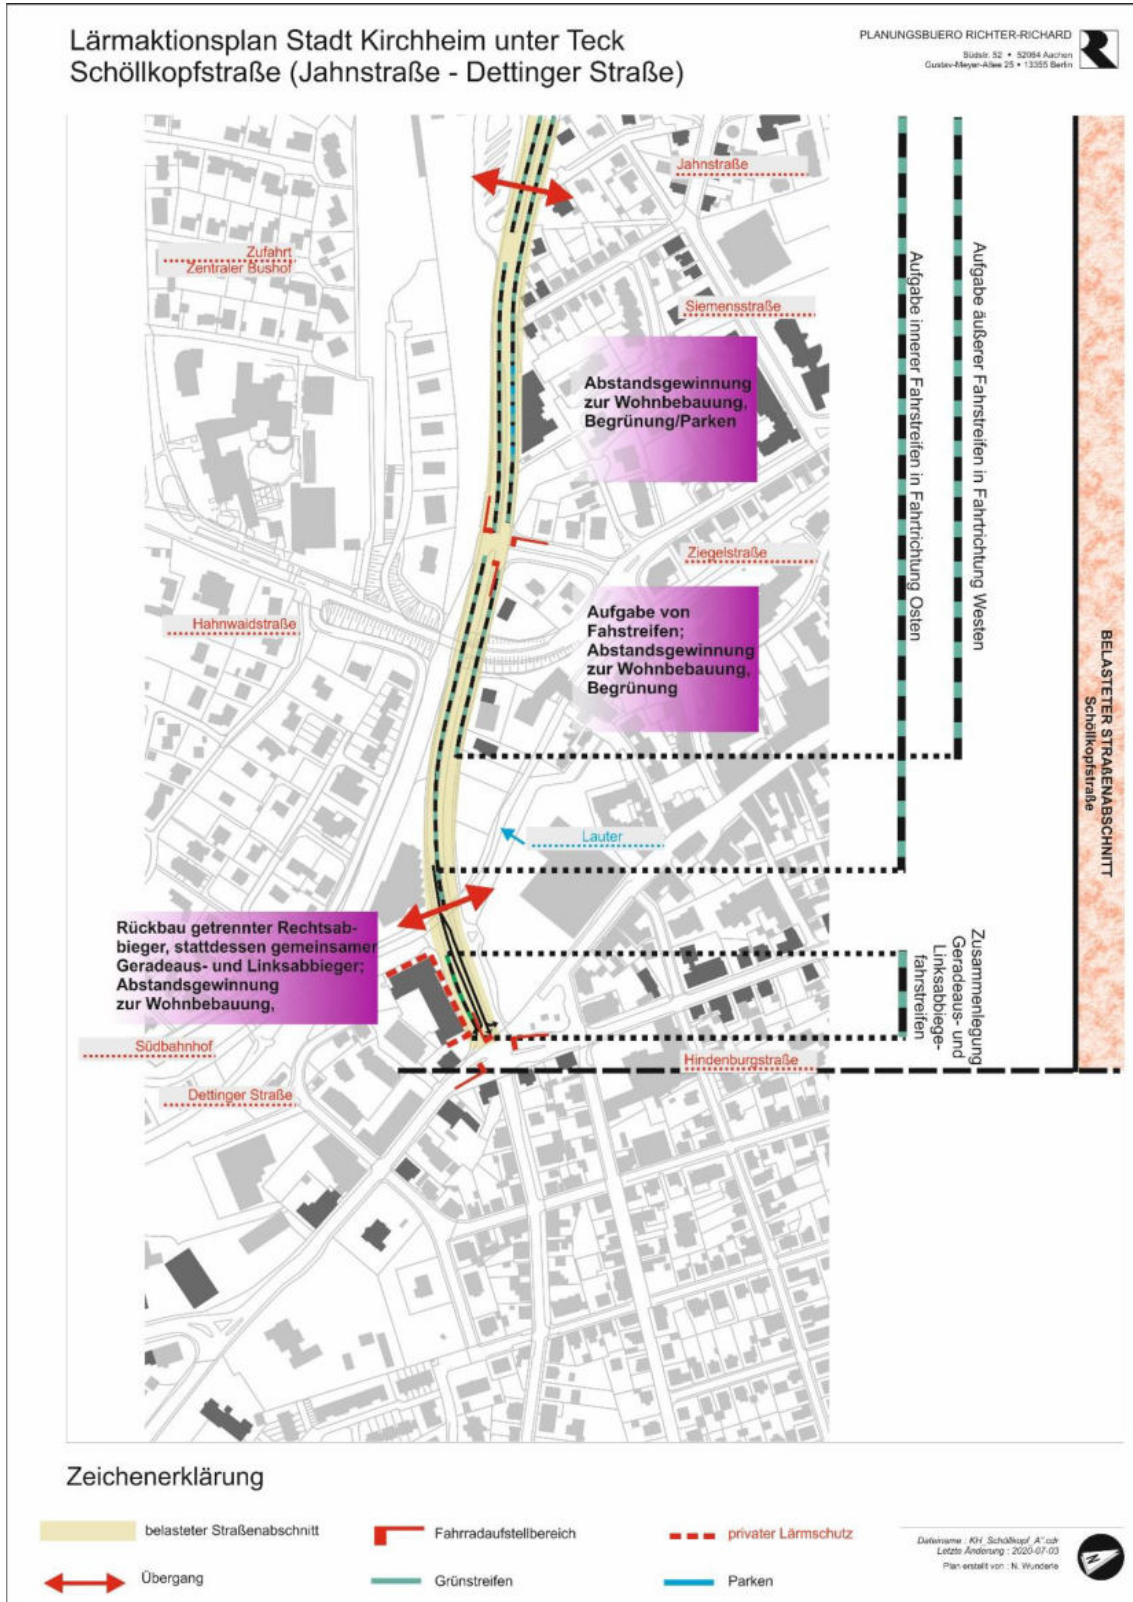 Lärmaktionsplan Stadt Kirchheim unter Teck
Schöllkopfstraße (Jahnstraße - Dettinger Straße)
PLANUNGSBUERO RICHTER-RICHARD
Südstr. 52 • 52064 Aachen
Gustav-Meyer-Allee 25 • 13355 Berlin
Jahnstraße
Zufahrt
Zentraler Bushof
Siemensstraße
Abstandsgewinnung
zur Wohnbebauung,
Begrünung/Parken
Aufgabe innerer Fahrstreifen in Fahrtrichtung Osten
Aufgabe äußerer Fahrstreifen in Fahrtrichtung Westen
Ziegelstraße
Hahnwaidstraße
Aufgabe von
Fahstreifen;
Abstandsgewinnung
zur Wohnbebauung,
Begrünung
BELASTETER STRAßENABSCHNITT
Schöllkopfstraße
Lauter
Rückbau getrennter Rechtsab-
bieger, stattdessen gemeinsamer
Geradeaus- und Linksabbieger;
Abstandsgewinnung
zur Wohnbebauung,
Zusammenlegung
Geradeaus- und
Linksabbiege-
fahrstreifen
Südbahnhof
Hindenburgstraße
Dettinger Straße
Zeichenerklärung
belasteter Straßenabschnitt
Fahrradaufstellbereich
privater Lärmschutz
Übergang
Grünstreifen
Parken
Dateiname : KH_Schöllkopf_A*.cdr
Letzte Änderung : 2020-07-03
Plan erstellt von : N. Wunderle
N